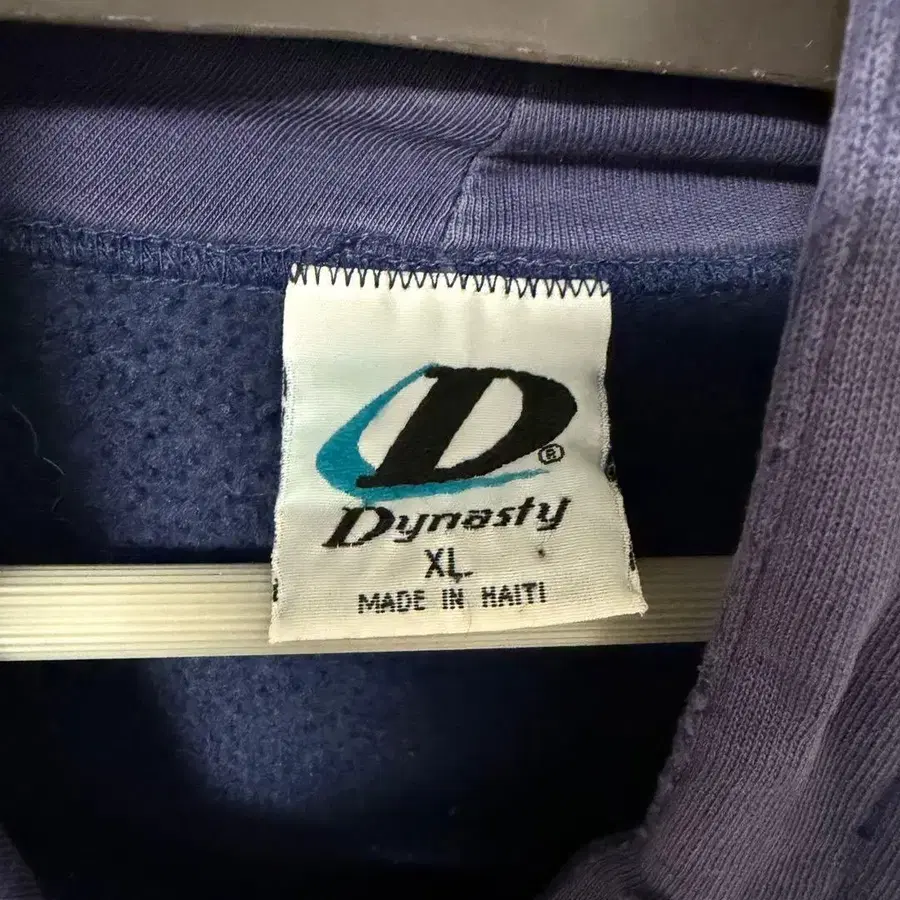 D®
Dynasty
XL
MADE IN HAITI